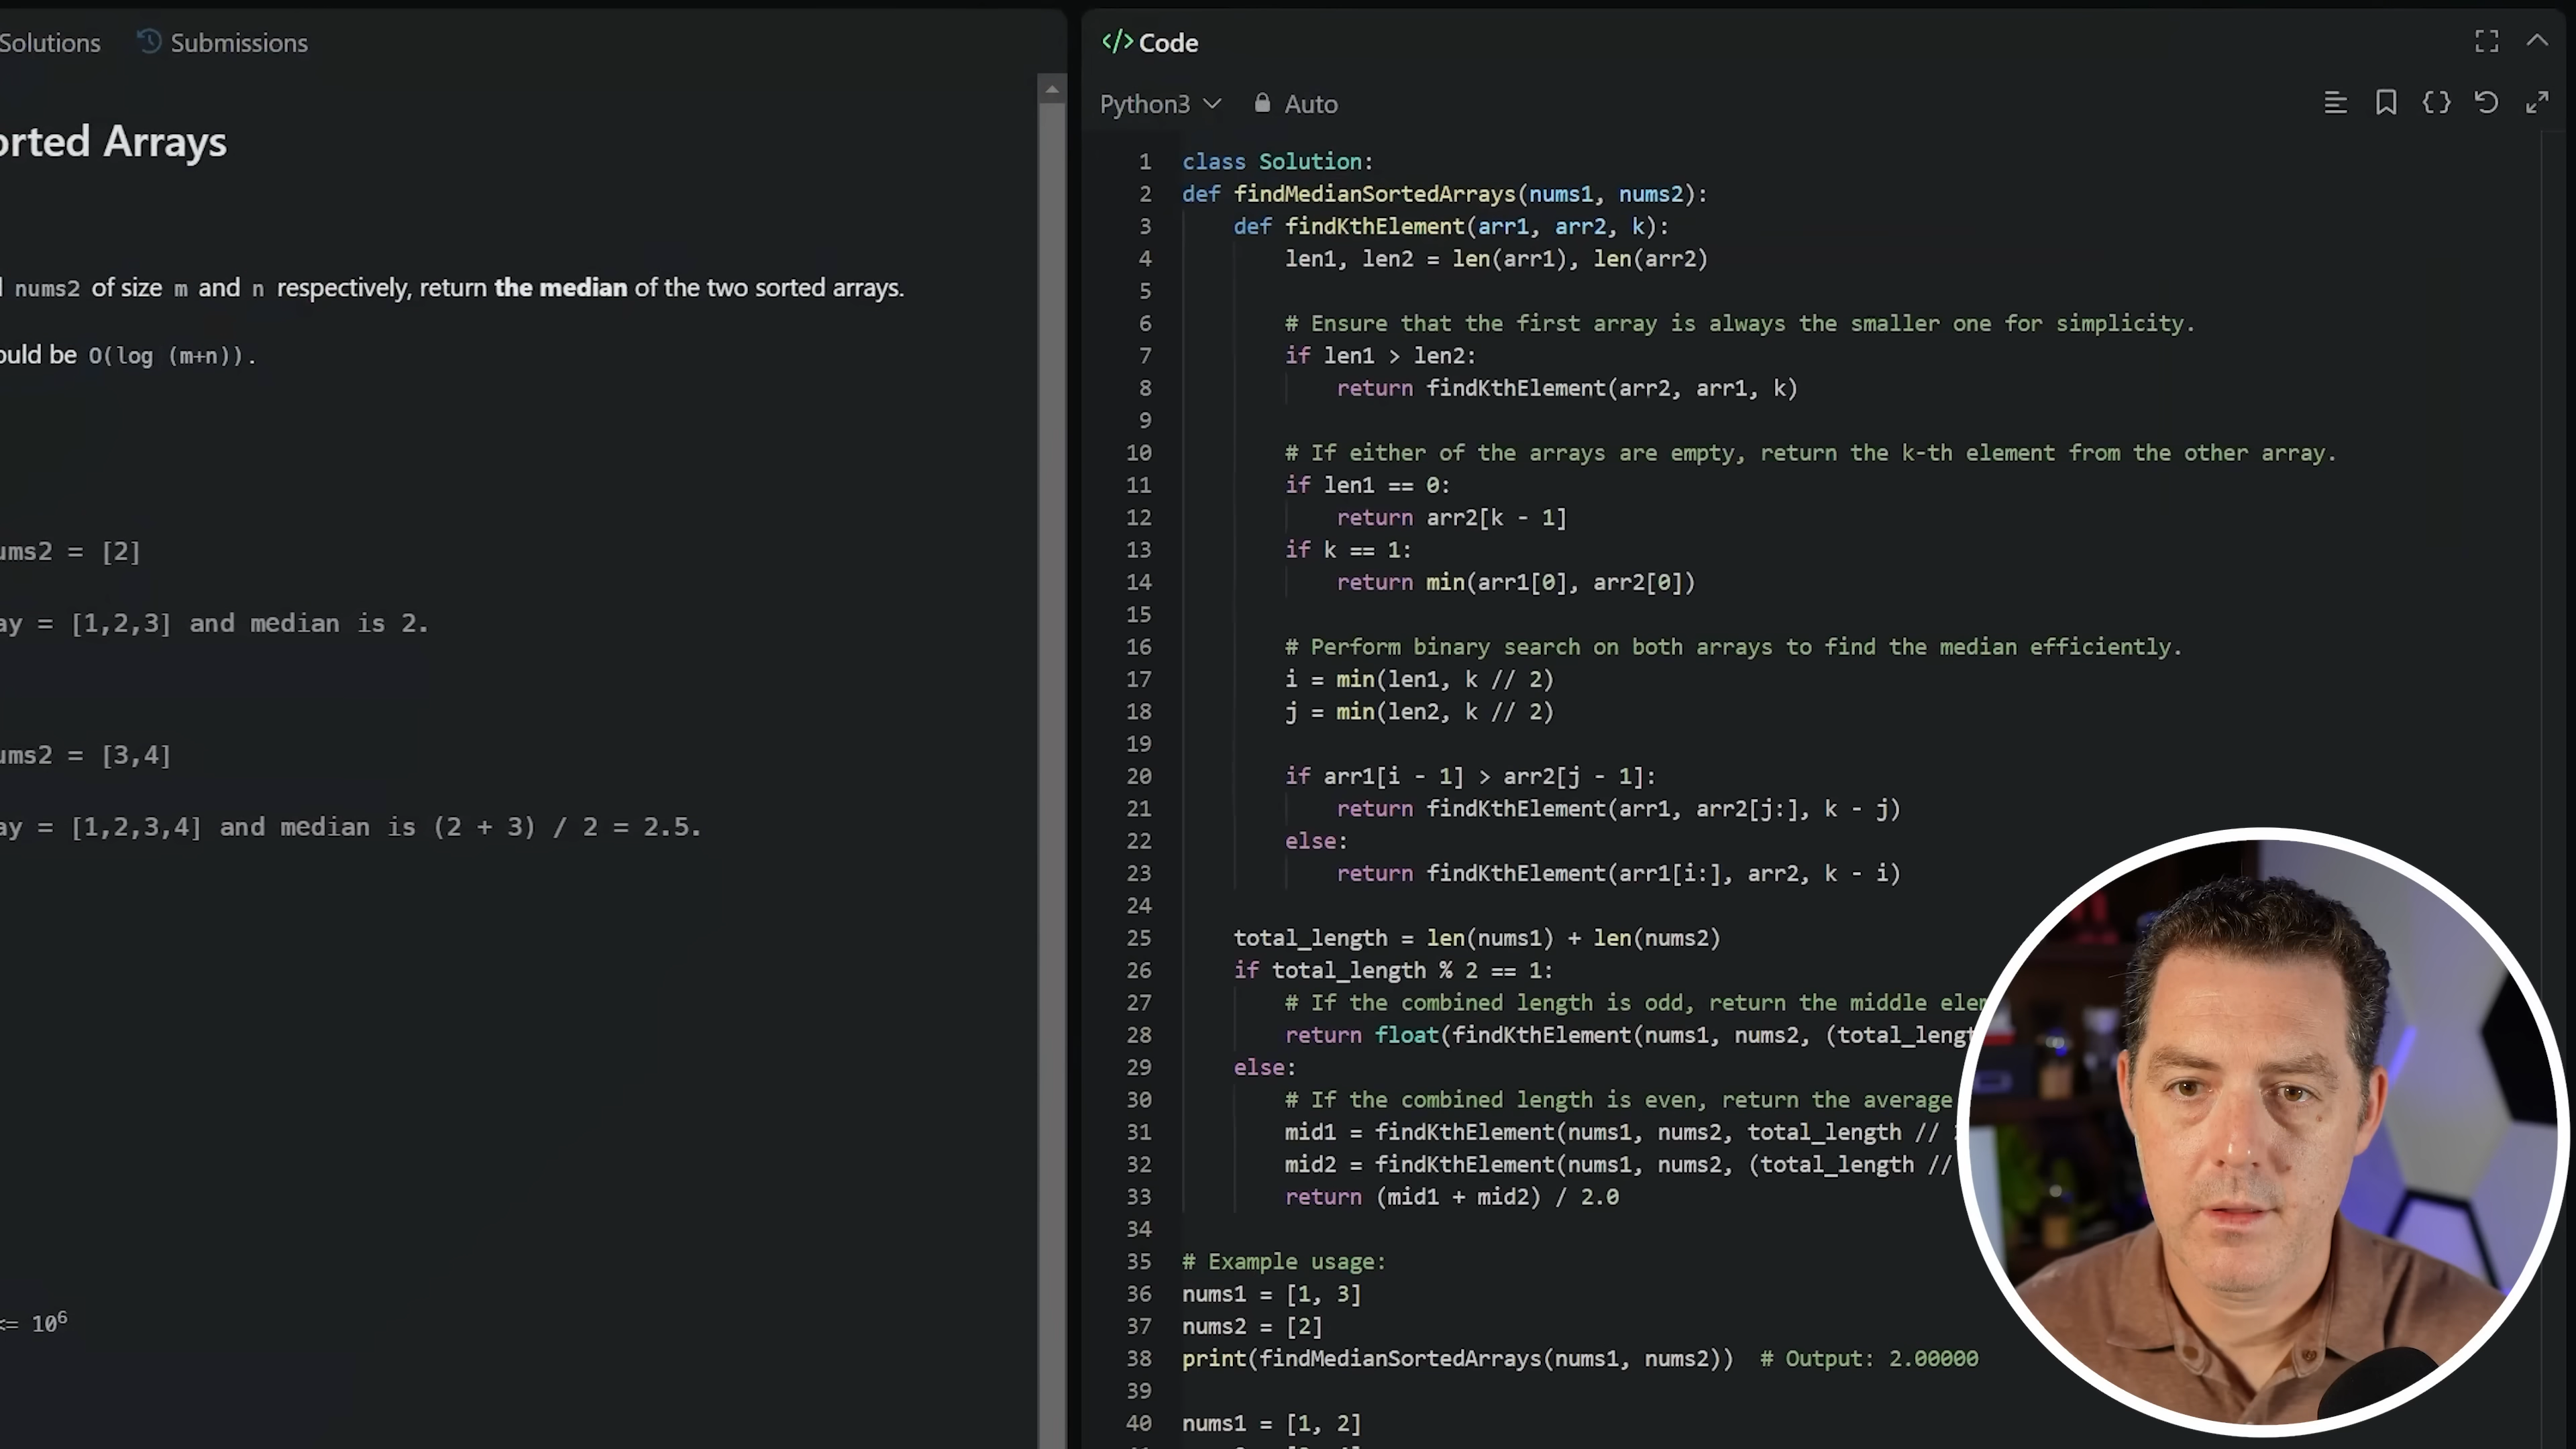 Solutions
Submissions
orted Arrays
nums2 of size m and n respectively, return the median of the two sorted arrays.
ould be O(log (m+n)).
ums2 = [2]
ay = [1,2,3] and median is 2.
ums2 = [3,4]
ay = [1,2,3,4] and median is (2 + 3) / 2 = 2.5.
<= 10⁶
</> Code
Python3 Auto
1 class Solution:
2 def findMedianSortedArrays(nums1, nums2):
3 def findKthElement(arr1, arr2, k):
4 len1, len2 = len(arr1), len(arr2)
5
6 # Ensure that the first array is always the smaller one for simplicity.
7 if len1 > len2:
8 return findKthElement(arr2, arr1, k)
9
10 # If either of the arrays are empty, return the k-th element from the other array.
11 if len1 == 0:
12 return arr2[k - 1]
13 if k == 1:
14 return min(arr1[0], arr2[0])
15
16 # Perform binary search on both arrays to find the median efficiently.
17 i = min(len1, k // 2)
18 j = min(len2, k // 2)
19
20 if arr1[i - 1] > arr2[j - 1]:
21 return findKthElement(arr1, arr2[j:], k - j)
22 else:
23 return findKthElement(arr1[i:], arr2, k - i)
24
25 total_length = len(nums1) + len(nums2)
26 if total_length % 2 == 1:
27 # If the combined length is odd, return the middle elem
28 return float(findKthElement(nums1, nums2, (total_lengt
29 else:
30 # If the combined length is even, return the average
31 mid1 = findKthElement(nums1, nums2, total_length //
32 mid2 = findKthElement(nums1, nums2, (total_length //
33 return (mid1 + mid2) / 2.0
34
35 # Example usage:
36 nums1 = [1, 3]
37 nums2 = [2]
38 print(findMedianSortedArrays(nums1, nums2)) # Output: 2.00000
39
40 nums1 = [1, 2]